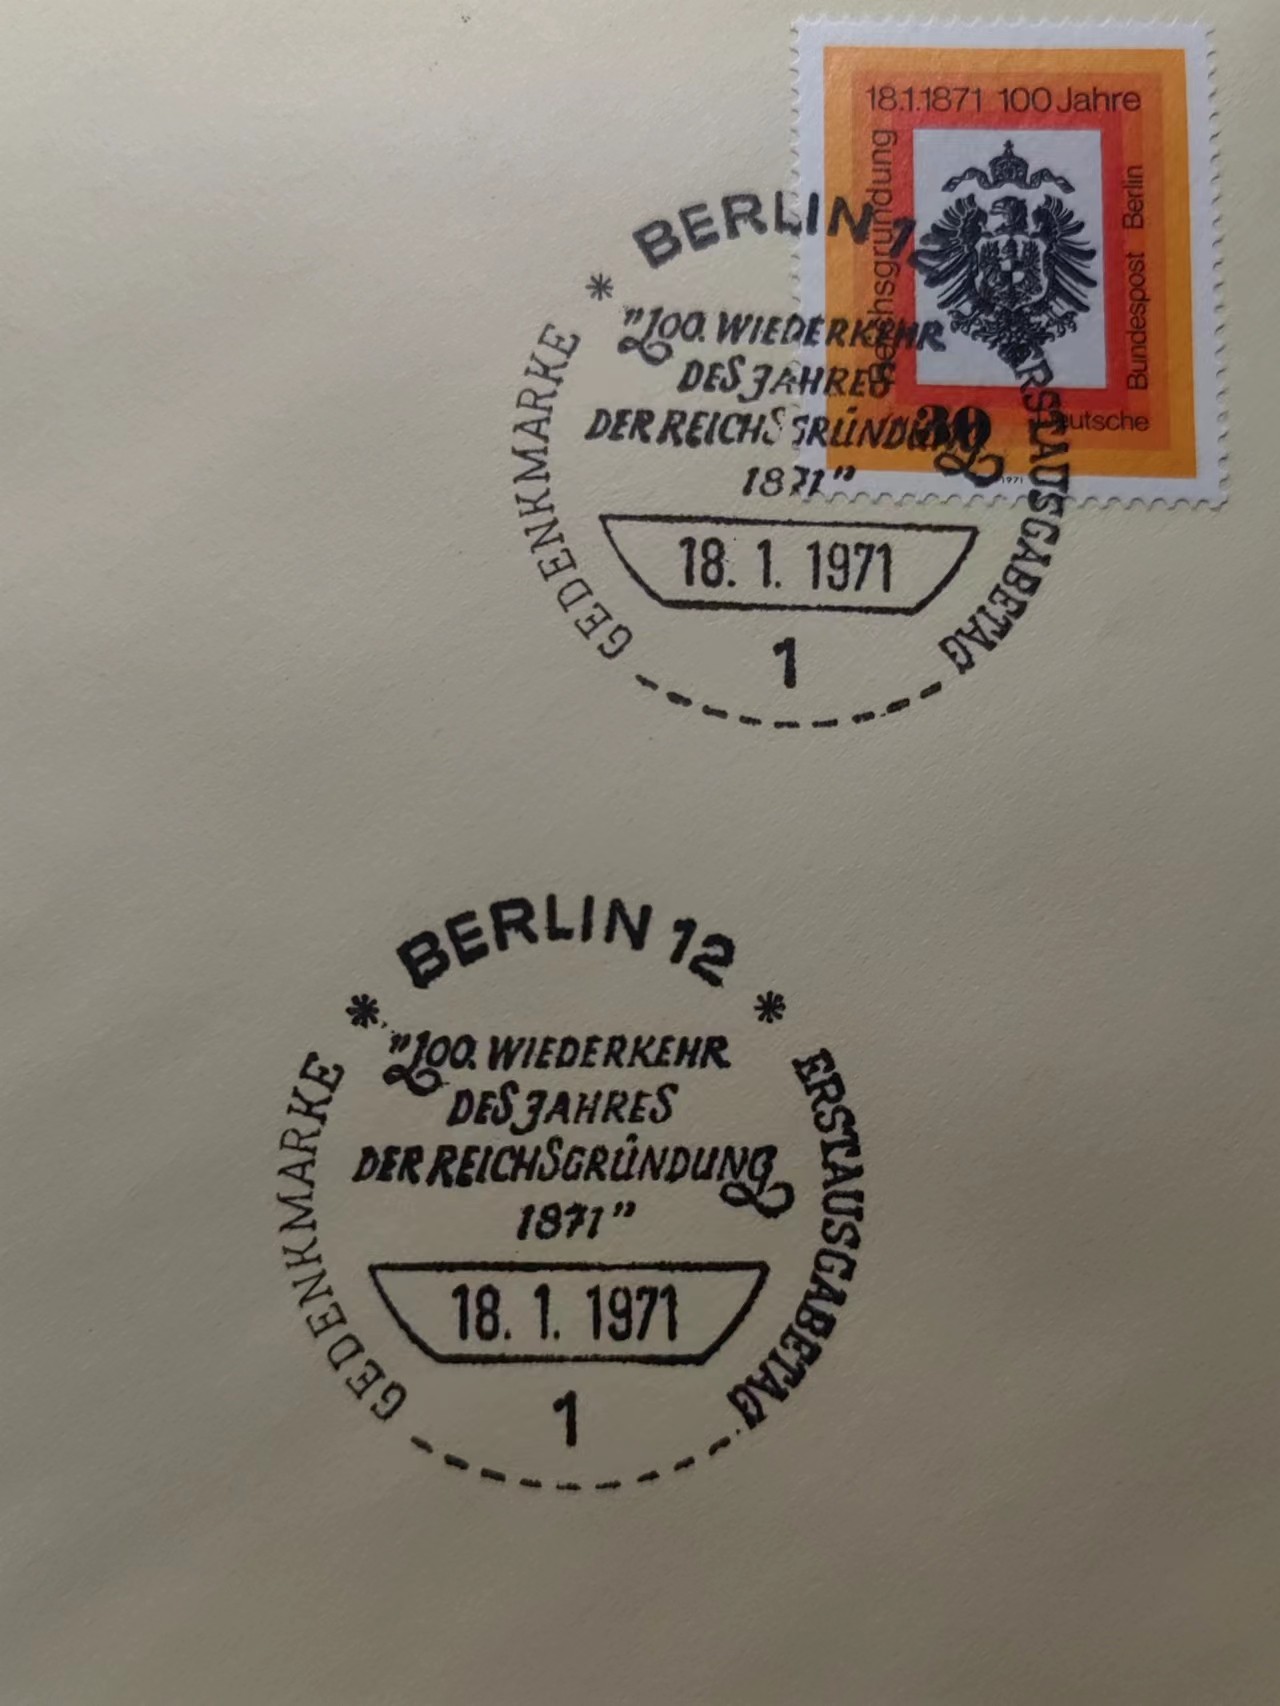 18.1.1871 100 Jahre
Reichsgründung
Deutsche
Bundespost Berlin
30
1971
BERLIN 12
*
GEDENKMARKE
ERSTAUSGABETAG
"100. WIEDERKEHR
DES JAHRES
DER REICHSGRÜNDUNG
1871"
18. 1. 1971
1
BERLIN 12
* *
GEDENKMARKE
ERSTAUSGABETAG
"100. WIEDERKEHR
DES JAHRES
DER REICHSGRÜNDUNG
1871"
18. 1. 1971
1